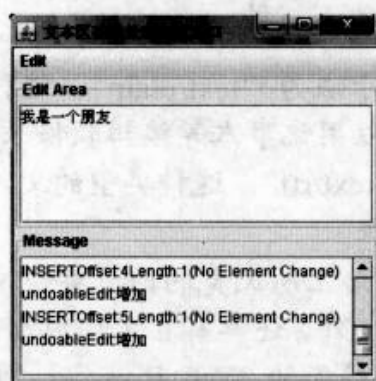 Edit
Edit Area
我是一个朋友
Message
INSERTOffset:4Length:1(No Element Change)
undoableEdit:增加
INSERTOffset:5Length:1(No Element Change)
undoableEdit:增加